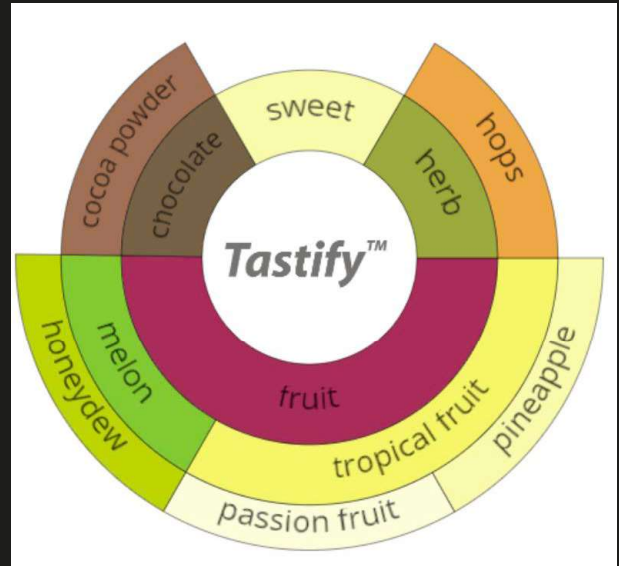 cocoa powder
chocolate
sweet
herb
hops
Tastify™
honeydew
melon
fruit
tropical fruit
pineapple
passion fruit